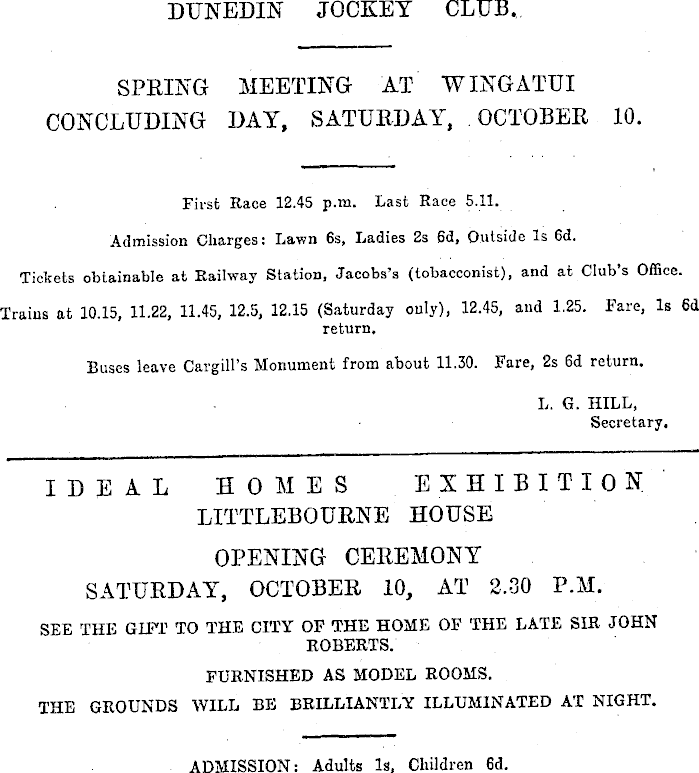 DUNEDIN JOCKEY CLUB.
SPRING MEETING AT WINGATUI
CONCLUDING DAY, SATURDAY, OCTOBER 10.
First Race 12.45 p.m. Last Race 5.11.
Admission Charges: Lawn 6s, Ladies 2s 6d, Outside 1s 6d.
Tickets obtainable at Railway Station, Jacobs's (tobacconist), and at Club's Office.
Trains at 10.15, 11.22, 11.45, 12.5, 12.15 (Saturday only), 12.45, and 1.25. Fare, 1s 6d
return.
Buses leave Cargill's Monument from about 11.30. Fare, 2s 6d return.
L. G. HILL,
Secretary.
IDEAL HOMES EXHIBITION
LITTLEBOURNE HOUSE
OPENING CEREMONY
SATURDAY, OCTOBER 10, AT 2.30 P.M.
SEE THE GIFT TO THE CITY OF THE HOME OF THE LATE SIR JOHN
ROBERTS.
FURNISHED AS MODEL ROOMS.
THE GROUNDS WILL BE BRILLIANTLY ILLUMINATED AT NIGHT.
ADMISSION: Adults 1s, Children 6d.